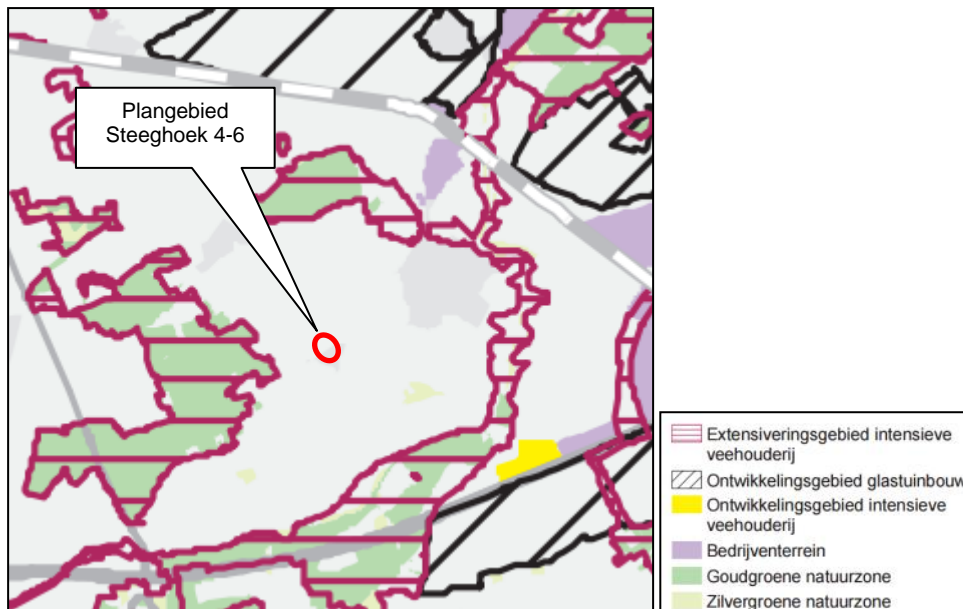 Plangebied
Steeghoek 4-6
Extensiveringsgebied intensieve
veehouderij
Ontwikkelingsgebied glastuinbouw
Ontwikkelingsgebied intensieve
veehouderij
Bedrijventerrein
Goudgroene natuurzone
Zilvergroene natuurzone